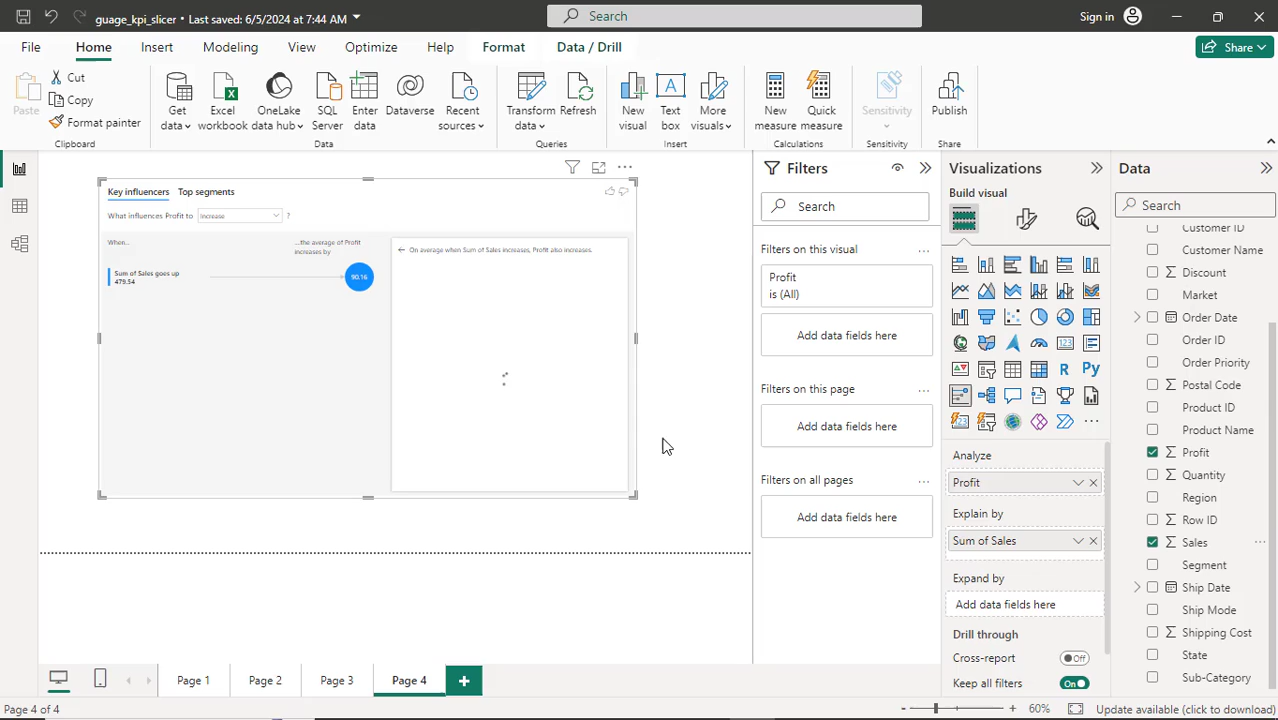 guage_kpi_slicer • Last saved: 6/5/2024 at 7:44 AM
Search
Sign in
File
Home
Insert
Modeling
View
Optimize
Help
Format
Data / Drill
Share
Paste
Cut
Copy
Format painter
Clipboard
Get
data
Excel
workbook
OneLake
data hub
SQL
Server
Enter
data
Dataverse
Recent
sources
Data
Transform
data
Refresh
Queries
New
visual
Text
box
More
visuals
Insert
New
measure
Quick
measure
Calculations
Sensitivity
Sensitivity
Publish
Share
Key influencers
Top segments
What influences Profit to
Increase
?
When...
...the average of Profit
increases by
Sum of Sales goes up
479.54
90.16
On average when Sum of Sales increases, Profit also increases.
Filters
Search
Filters on this visual
Profit
is (All)
Add data fields here
Filters on this page
Add data fields here
Filters on all pages
Add data fields here
Visualizations
Build visual
R
Py
123
Analyze
Profit
Explain by
Sum of Sales
Expand by
Add data fields here
Drill through
Cross-report
Off
Keep all filters
On
Data
Search
Customer ID
Customer Name
Discount
Market
Order Date
Order ID
Order Priority
Postal Code
Product ID
Product Name
Profit
Quantity
Region
Row ID
Sales
Segment
Ship Date
Ship Mode
Shipping Cost
State
Sub-Category
Page 1
Page 2
Page 3
Page 4
Page 4 of 4
60%
Update available (click to download)